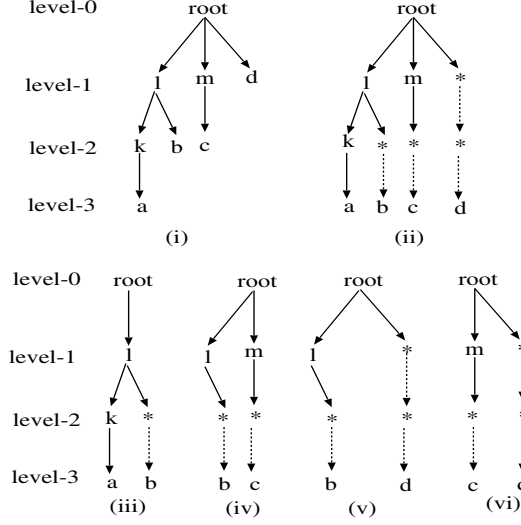 level-0 root root
level-1 l m d l m *
level-2 k b c k * * *
level-3 a a b c d
(i) (ii)
level-0 root root root
level-1 l l m l * m *
level-2 k * * * * * * *
level-3 a b b c b d c d
(iii) (iv) (v) (vi)